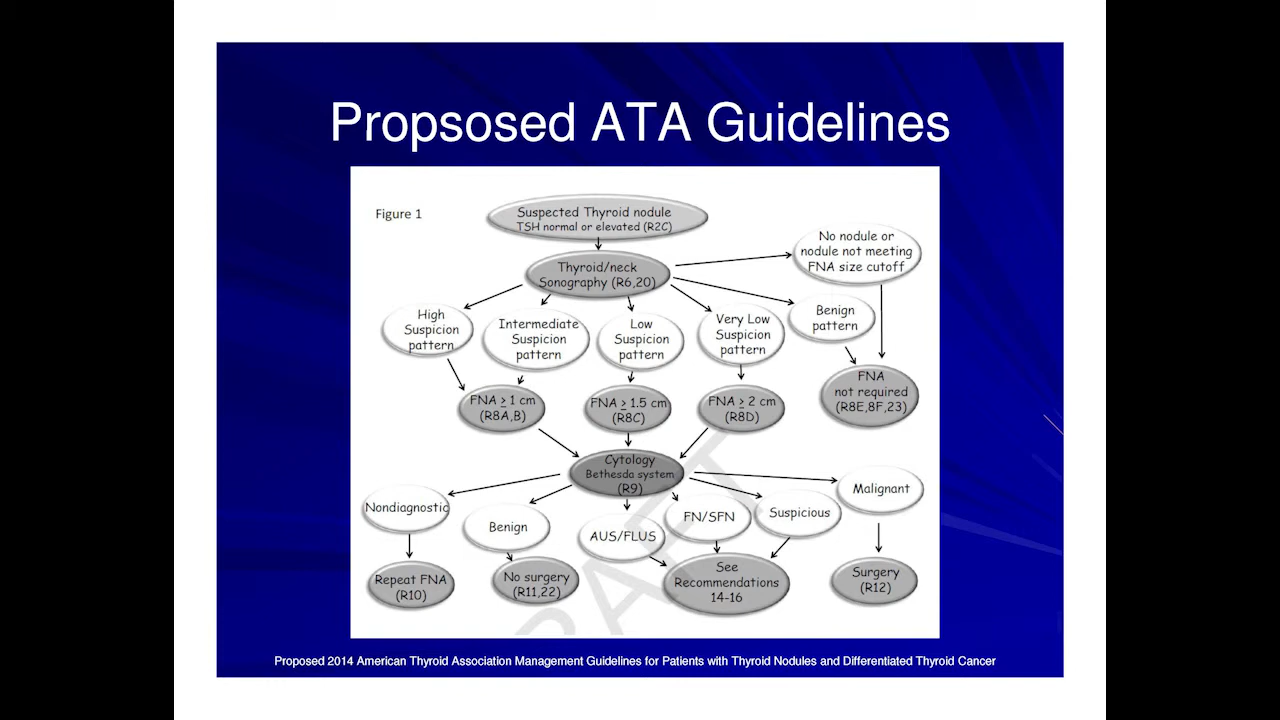 Propsosed ATA Guidelines
Figure 1
Suspected Thyroid nodule
TSH normal or elevated (R2C)
No nodule or
nodule not meeting
FNA size cutoff
Thyroid/neck
Sonography (R6,20)
High
Suspicion
pattern
Intermediate
Suspicion
pattern
Low
Suspicion
pattern
Very Low
Suspicion
pattern
Benign
pattern
FNA ≥ 1 cm
(R8A,B)
FNA ≥ 1.5 cm
(R8C)
FNA ≥ 2 cm
(R8D)
FNA
not required
(R8E,8F,23)
Cytology
Bethesda system
(R9)
Nondiagnostic
Benign
AUS/FLUS
FN/SFN
Suspicious
Malignant
Repeat FNA
(R10)
No surgery
(R11,22)
See
Recommendations
14-16
Surgery
(R12)
Proposed 2014 American Thyroid Association Management Guidelines for Patients with Thyroid Nodules and Differentiated Thyroid Cancer